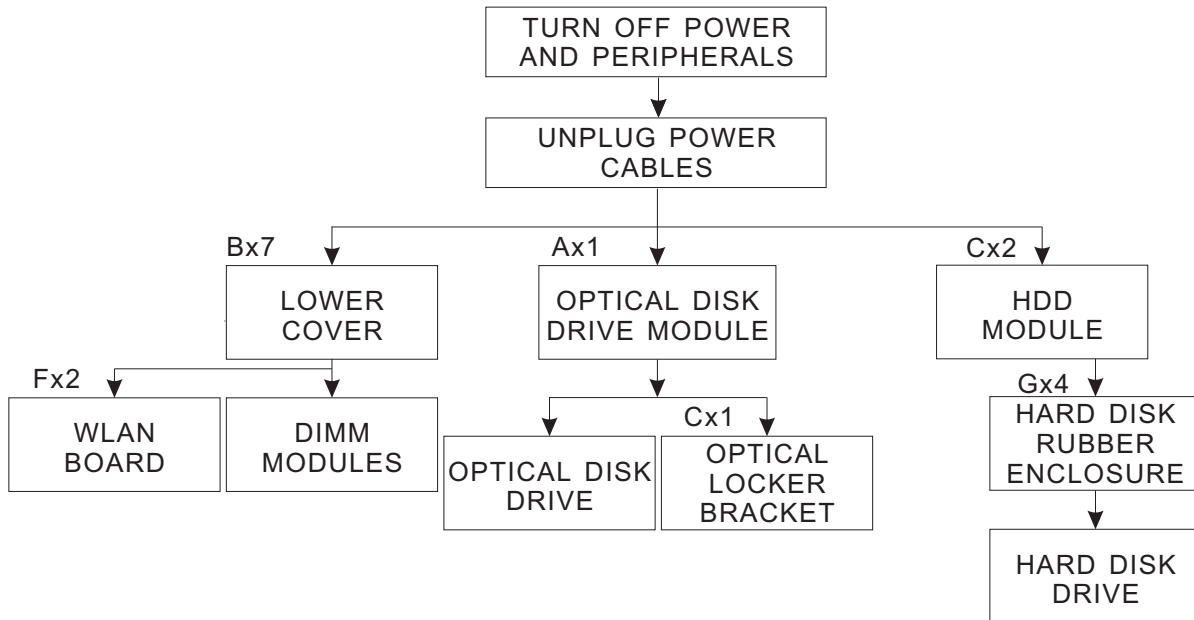 TURN OFF POWER
AND PERIPHERALS
UNPLUG POWER
CABLES
Bx7
LOWER
COVER
Ax1
OPTICAL DISK
DRIVE MODULE
Cx2
HDD
MODULE
Fx2
WLAN
BOARD
DIMM
MODULES
OPTICAL DISK
DRIVE
Cx1
OPTICAL
LOCKER
BRACKET
Gx4
HARD DISK
RUBBER
ENCLOSURE
HARD DISK
DRIVE